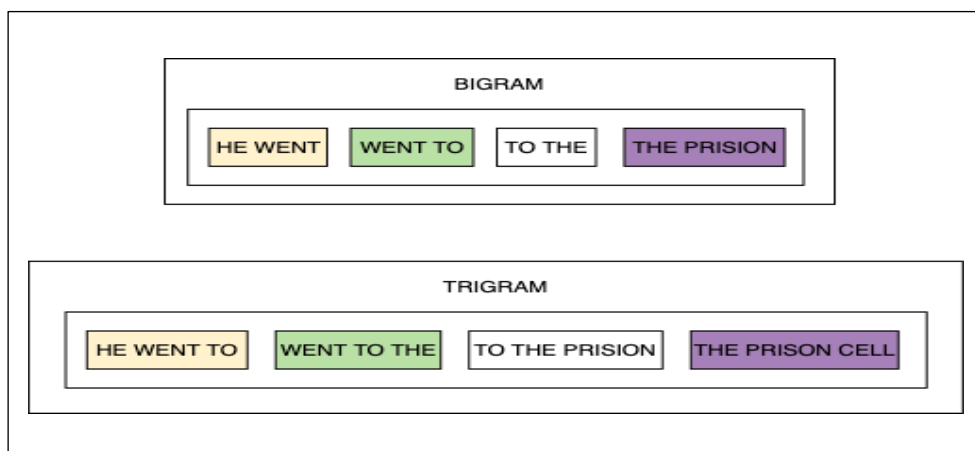 BIGRAM
HE WENT WENT TO TO THE THE PRISION
TRIGRAM
HE WENT TO WENT TO THE TO THE PRISION THE PRISON CELL